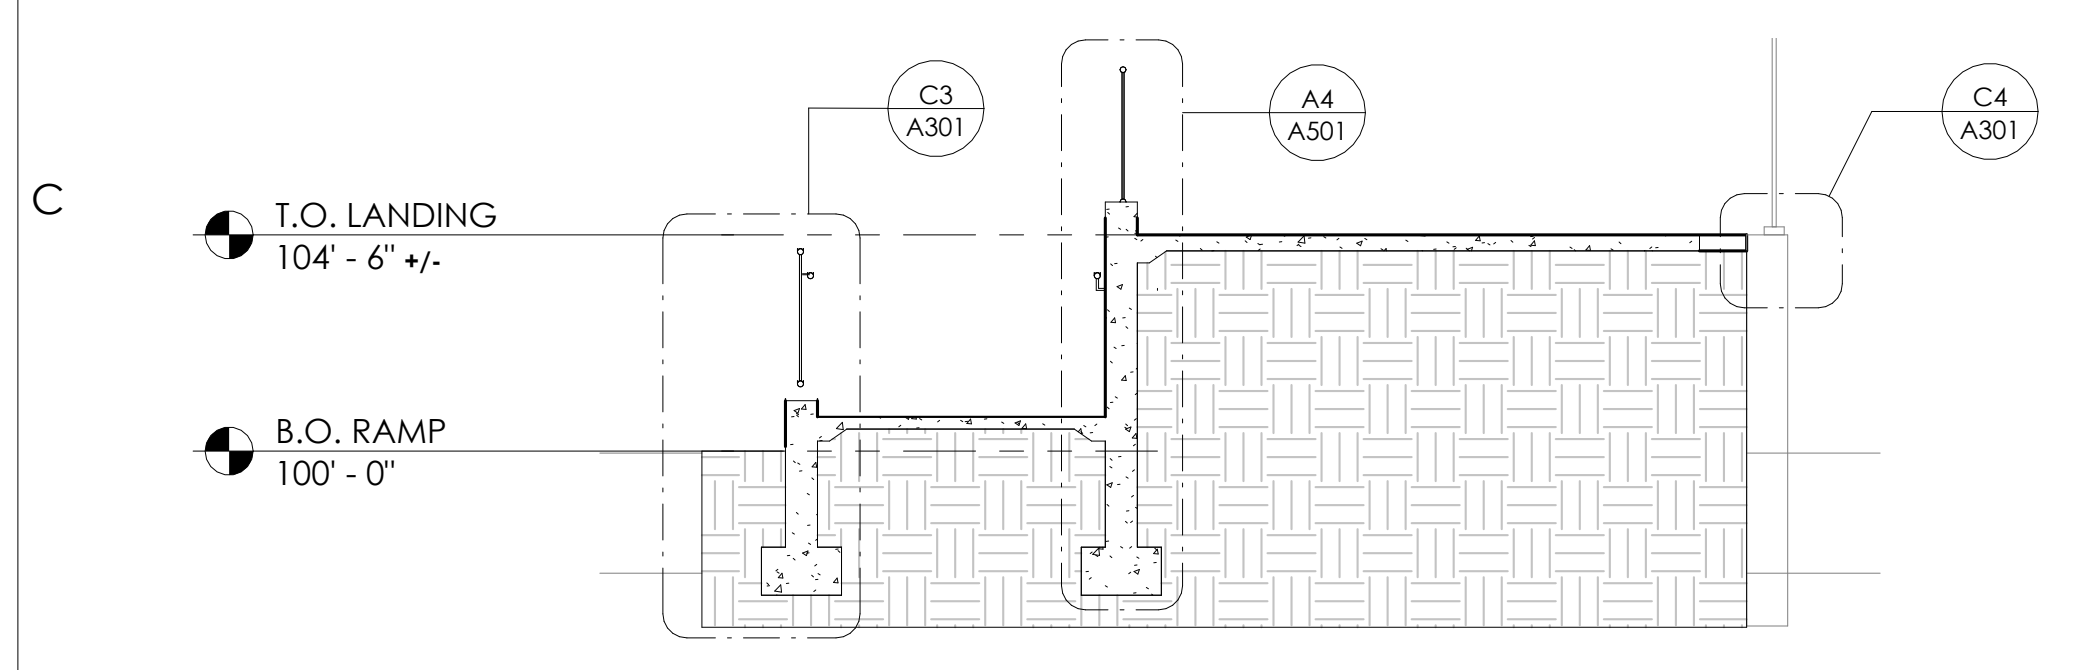 C3
A301
A4
A501
C4
A301
C
T.O. LANDING
104' - 6" +/-
B.O. RAMP
100' - 0"